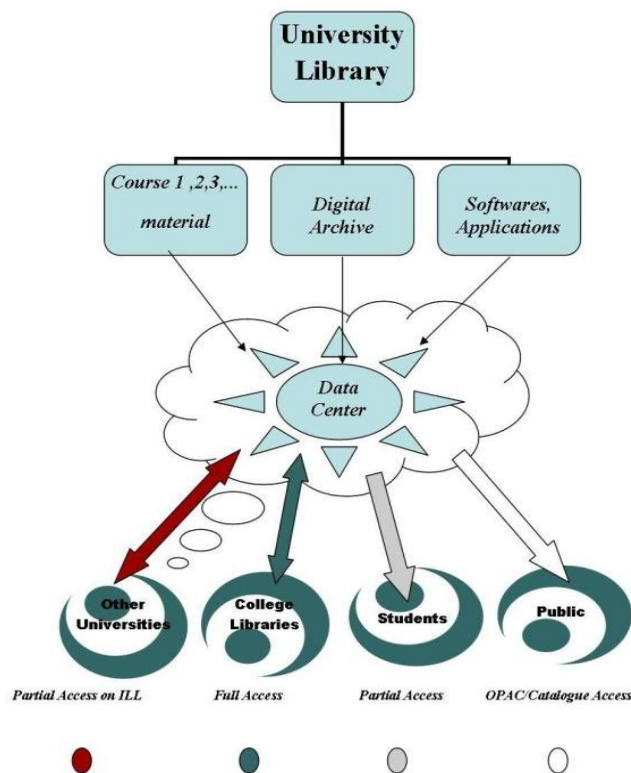 University
Library
Course 1 ,2,3,...
material
Digital
Archive
Softwares,
Applications
Data
Center
Other
Universities
College
Libraries
Students
Public
Partial Access on ILL
Full Access
Partial Access
OPAC/Catalogue Access